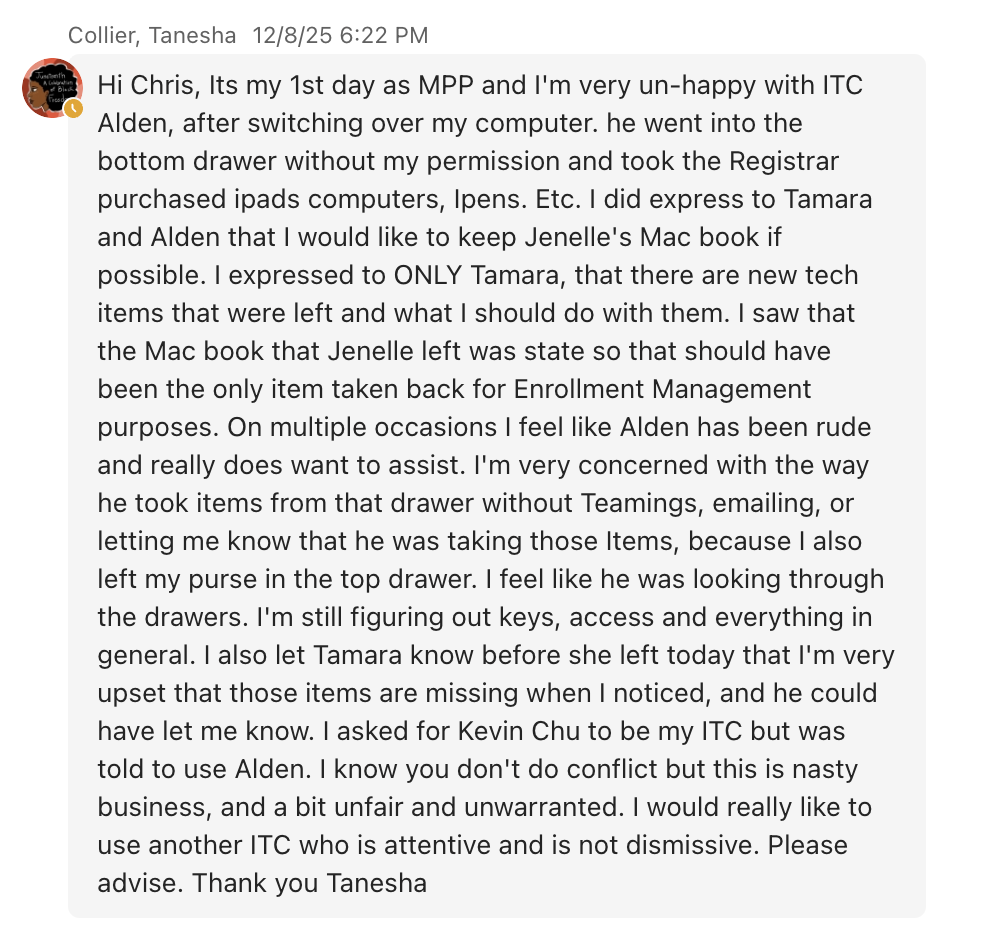 Collier, Tanesha 12/8/25 6:22 PM
Hi Chris, Its my 1st day as MPP and I'm very un-happy with ITC
Alden, after switching over my computer. he went into the
bottom drawer without my permission and took the Registrar
purchased ipads computers, Ipens. Etc. I did express to Tamara
and Alden that I would like to keep Jenelle's Mac book if
possible. I expressed to ONLY Tamara, that there are new tech
items that were left and what I should do with them. I saw that
the Mac book that Jenelle left was state so that should have
been the only item taken back for Enrollment Management
purposes. On multiple occasions I feel like Alden has been rude
and really does want to assist. I'm very concerned with the way
he took items from that drawer without Teamings, emailing, or
letting me know that he was taking those Items, because I also
left my purse in the top drawer. I feel like he was looking through
the drawers. I'm still figuring out keys, access and everything in
general. I also let Tamara know before she left today that I'm very
upset that those items are missing when I noticed, and he could
have let me know. I asked for Kevin Chu to be my ITC but was
told to use Alden. I know you don't do conflict but this is nasty
business, and a bit unfair and unwarranted. I would really like to
use another ITC who is attentive and is not dismissive. Please
advise. Thank you Tanesha